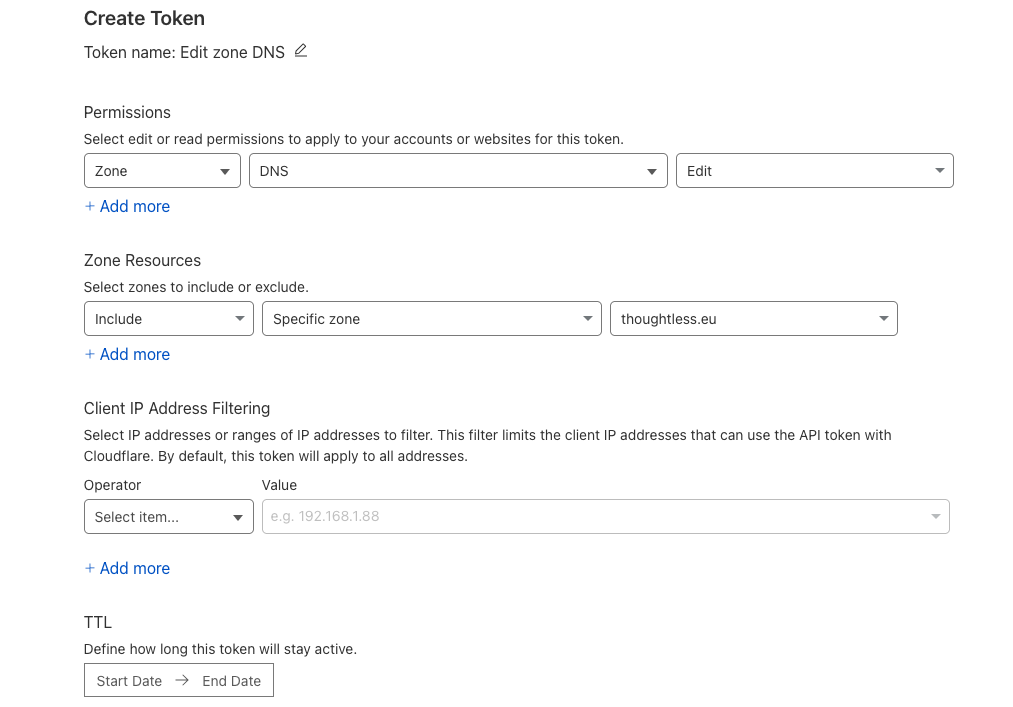 Create Token
Token name: Edit zone DNS
Permissions
Select edit or read permissions to apply to your accounts or websites for this token.
Zone DNS Edit
+ Add more
Zone Resources
Select zones to include or exclude.
Include Specific zone thoughtless.eu
+ Add more
Client IP Address Filtering
Select IP addresses or ranges of IP addresses to filter. This filter limits the client IP addresses that can use the API token with
Cloudflare. By default, this token will apply to all addresses.
Operator Value
Select item... e.g. 192.168.1.88
+ Add more
TTL
Define how long this token will stay active.
Start Date → End Date